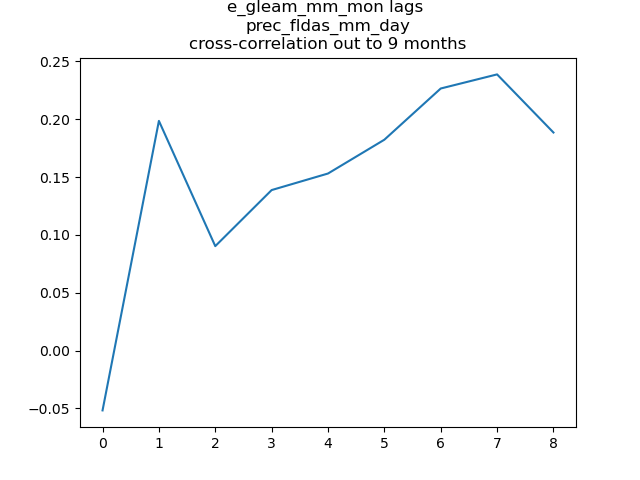 e_gleam_mm_mon lags
prec_fldas_mm_day
cross-correlation out to 9 months
0.25
0.20
0.15
0.10
0.05
0.00
−0.05
0 1 2 3 4 5 6 7 8